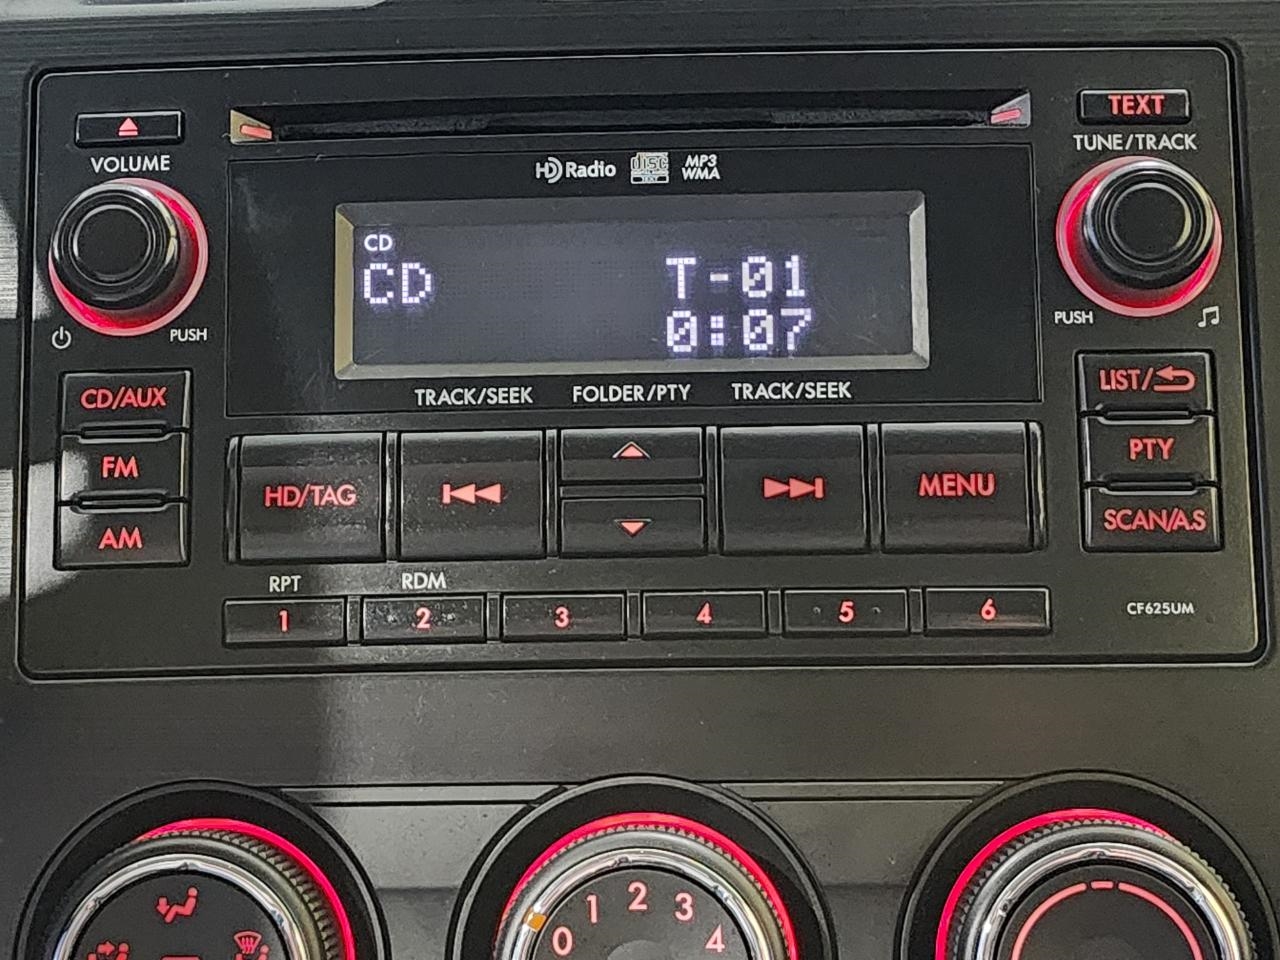 TEXT
VOLUME
TUNE/TRACK
HD Radio
disc
TEXT
MP3
WMA
CD
CD T-01
0:07
PUSH
PUSH
TRACK/SEEK FOLDER/PTY TRACK/SEEK
CD/AUX
LIST/
FM
PTY
HD/TAG
MENU
AM
SCAN/A.S
RPT RDM
1 2 3 4 5 6
CF625UM
0 1 2 3 4